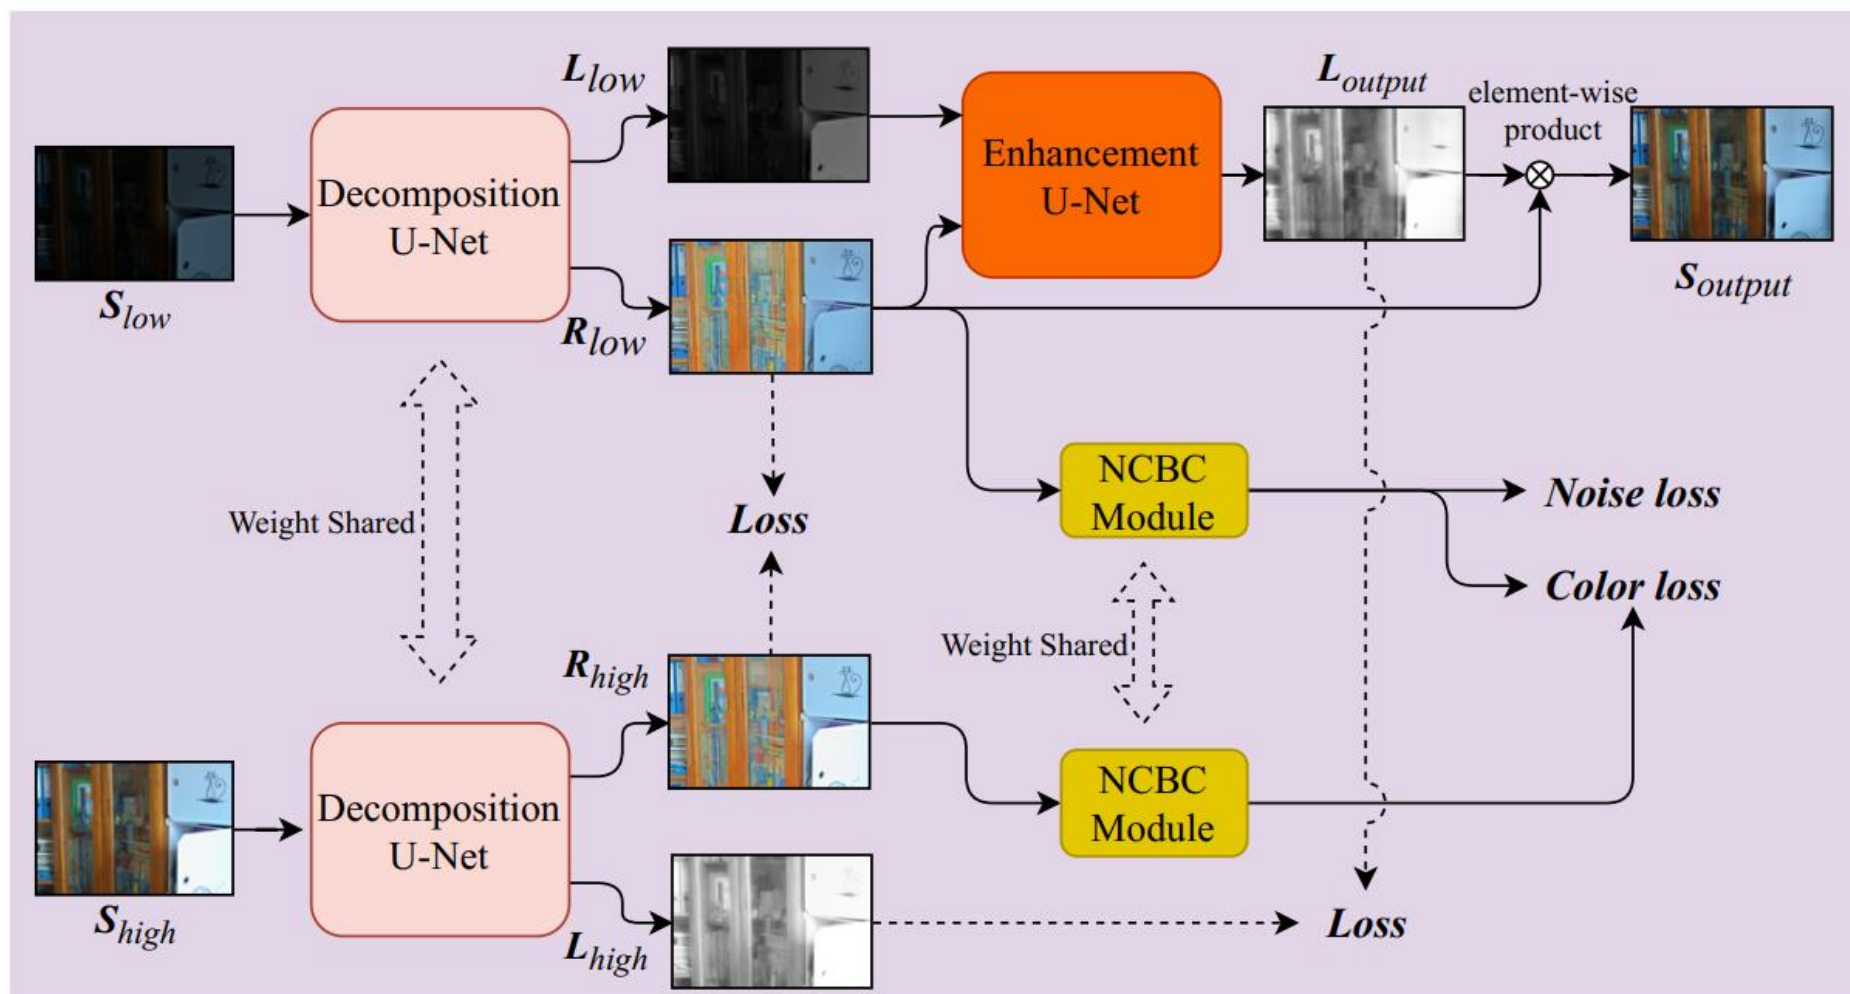 L_low
L_output
element-wise
product
Enhancement
U-Net
Decomposition
U-Net
S_low
R_low
S_output
NCBC
Module
Noise loss
Weight Shared
Loss
Color loss
Weight Shared
R_high
NCBC
Module
Decomposition
U-Net
S_high
L_high
Loss